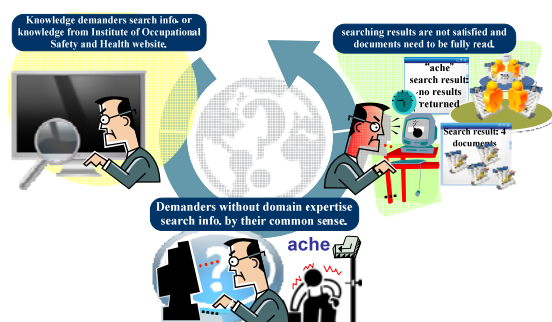 Knowledge demanders search info. or
knowledge from Institute of Occupational
Safety and Health website.
searching results are not satisfied and
documents need to be fully read.
“ache”
search result:
no results
returned
Search result: 4
documents
Demanders without domain expertise
search info. by their common sense.
ache